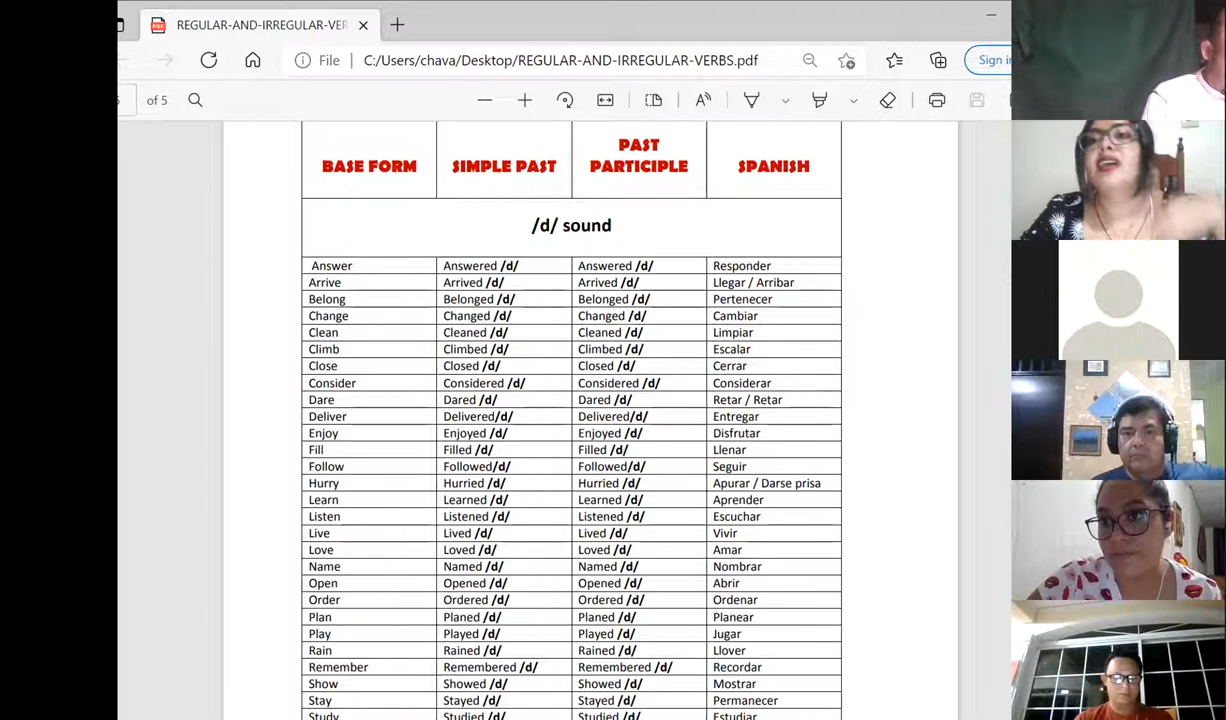 REGULAR-AND-IRREGULAR-VER
File C:/Users/chava/Desktop/REGULAR-AND-IRREGULAR-VERBS.pdf Sign in
of 5
BASE FORM SIMPLE PAST PAST PARTICIPLE SPANISH
/d/ sound
Answer Answered /d/ Answered /d/ Responder
Arrive Arrived /d/ Arrived /d/ Llegar / Arribar
Belong Belonged /d/ Belonged /d/ Pertenecer
Change Changed /d/ Changed /d/ Cambiar
Clean Cleaned /d/ Cleaned /d/ Limpiar
Climb Climbed /d/ Climbed /d/ Escalar
Close Closed /d/ Closed /d/ Cerrar
Consider Considered /d/ Considered /d/ Considerar
Dare Dared /d/ Dared /d/ Retar / Retar
Deliver Delivered/d/ Delivered/d/ Entregar
Enjoy Enjoyed /d/ Enjoyed /d/ Disfrutar
Fill Filled /d/ Filled /d/ Llenar
Follow Followed/d/ Followed/d/ Seguir
Hurry Hurried /d/ Hurried /d/ Apurar / Darse prisa
Learn Learned /d/ Learned /d/ Aprender
Listen Listened /d/ Listened /d/ Escuchar
Live Lived /d/ Lived /d/ Vivir
Love Loved /d/ Loved /d/ Amar
Name Named /d/ Named /d/ Nombrar
Open Opened /d/ Opened /d/ Abrir
Order Ordered /d/ Ordered /d/ Ordenar
Plan Planed /d/ Planed /d/ Planear
Play Played /d/ Played /d/ Jugar
Rain Rained /d/ Rained /d/ Llover
Remember Remembered /d/ Remembered /d/ Recordar
Show Showed /d/ Showed /d/ Mostrar
Stay Stayed /d/ Stayed /d/ Permanecer
Study Studied /d/ Studied /d/ Estudiar